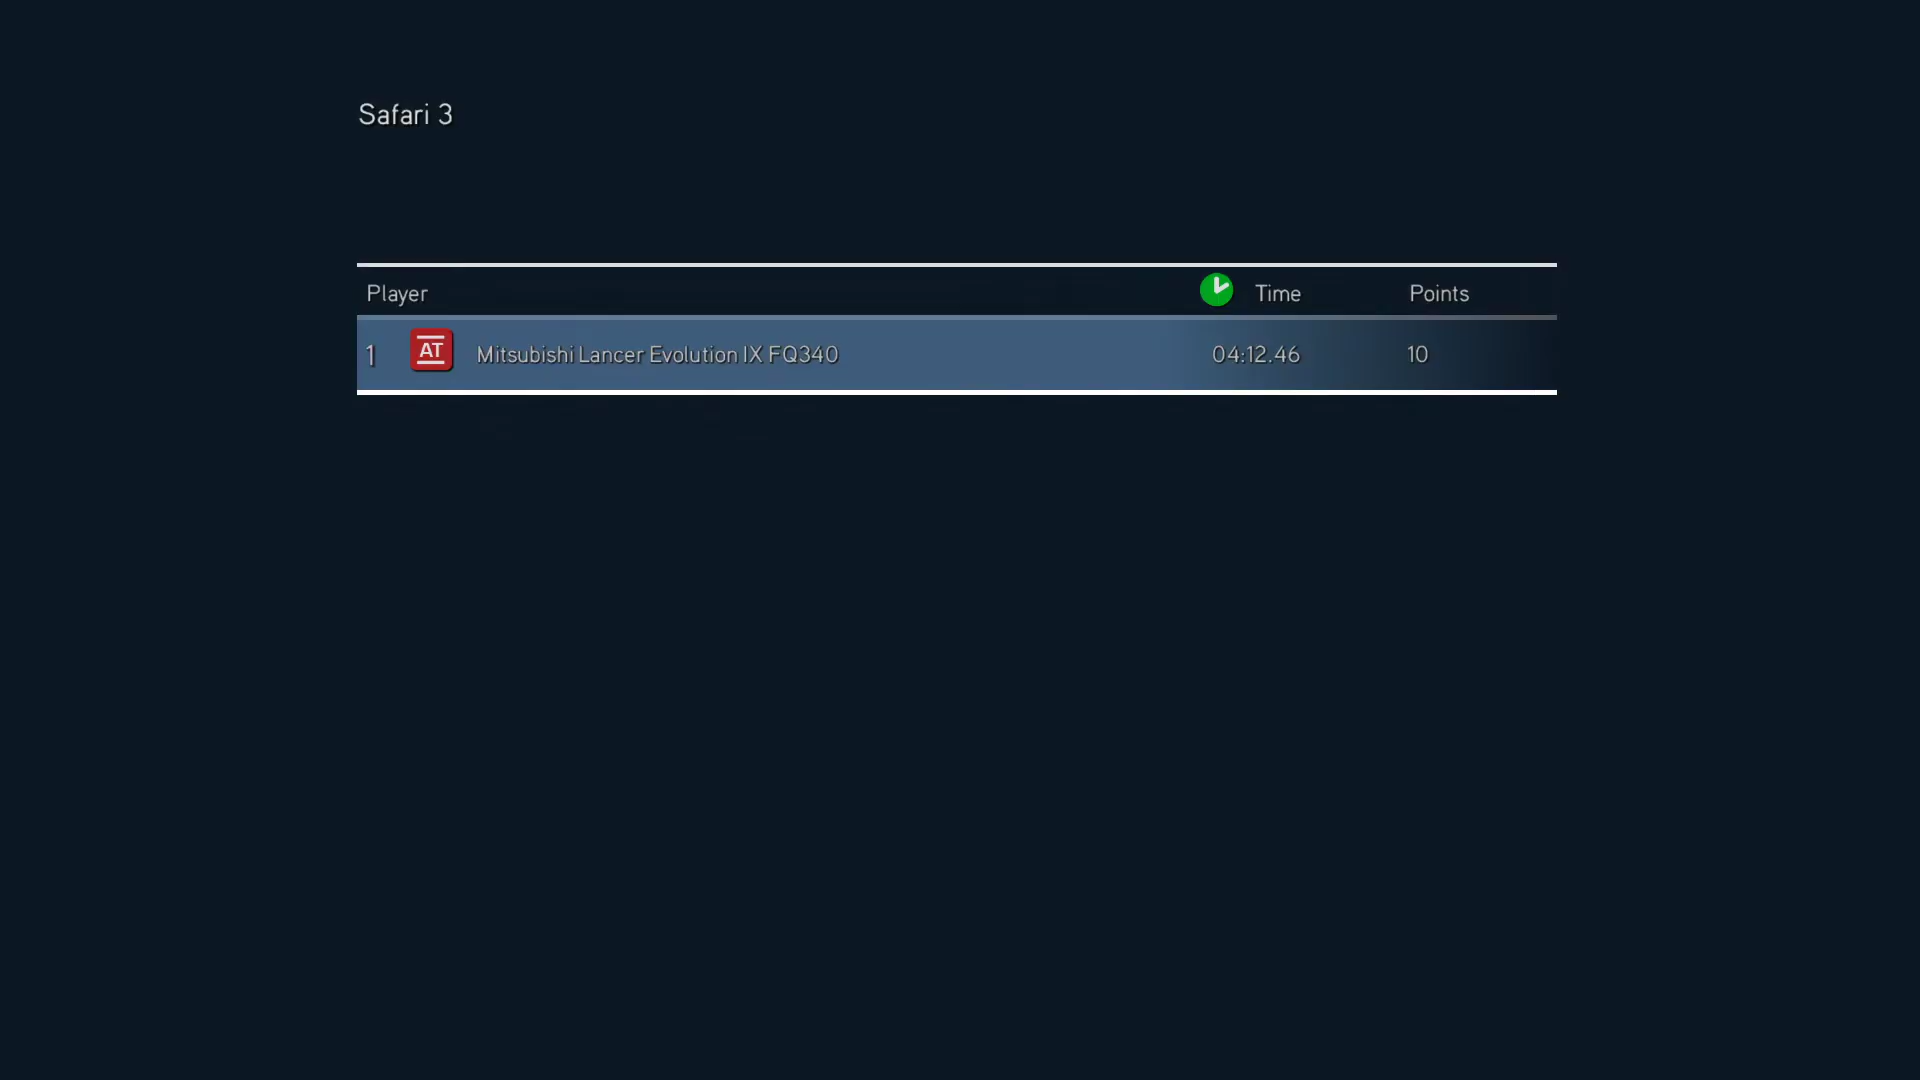 Safari 3
Player Time Points
1 AT Mitsubishi Lancer Evolution IX FQ340 04:12.46 10